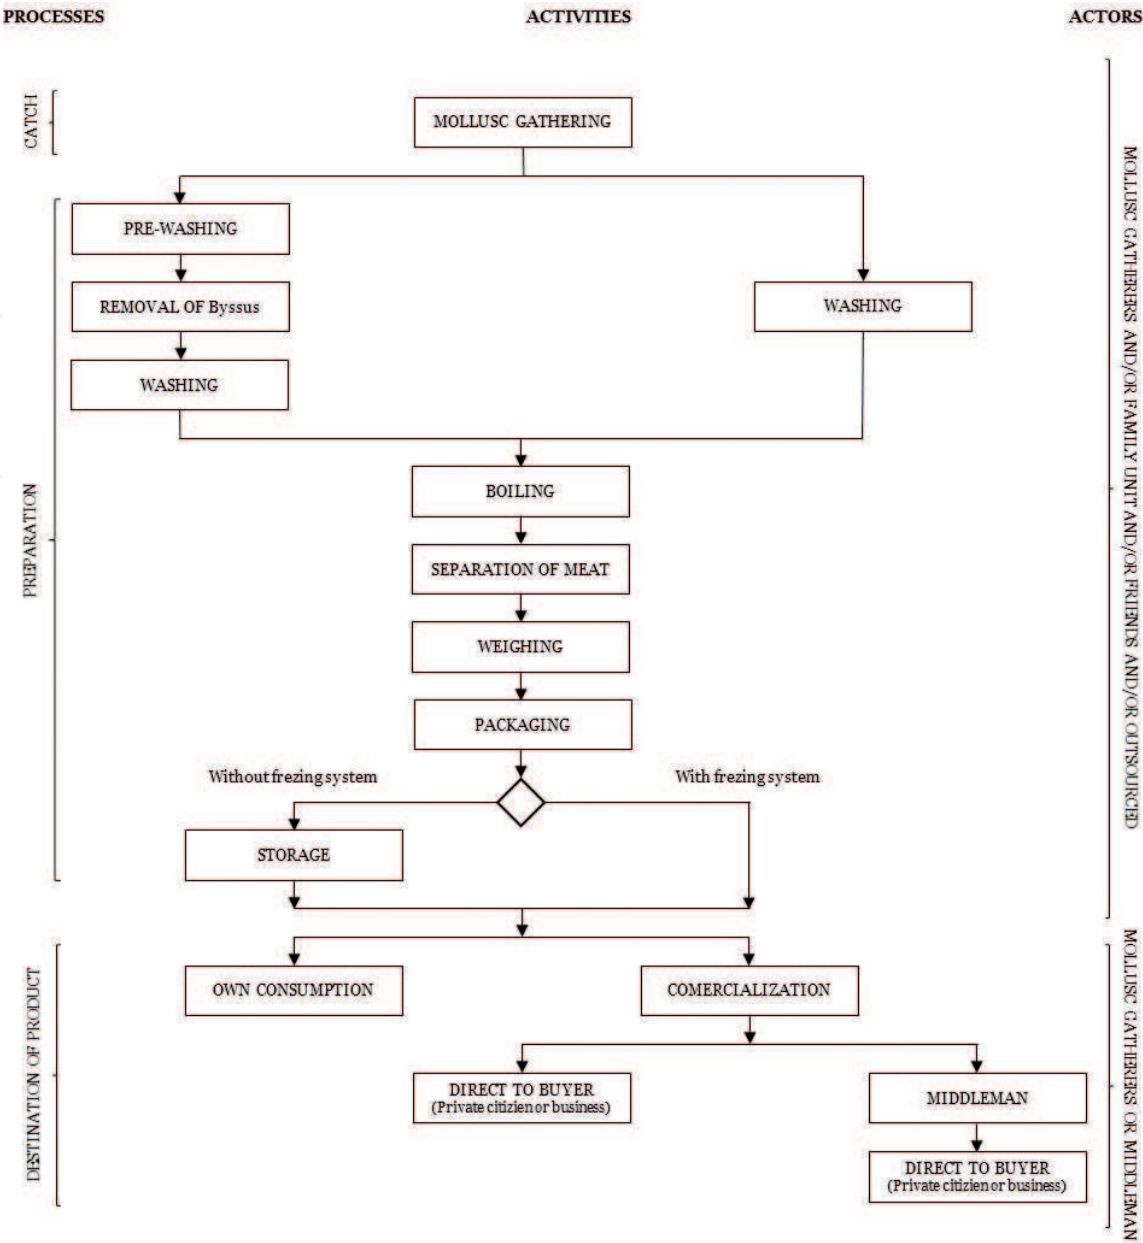 PROCESSES
ACTIVITIES
ACTORS
CATCH
MOLLUSC GATHERING
PRE-WASHING
REMOVAL OF Byssus
WASHING
WASHING
PREPARATION
BOILING
SEPARATION OF MEAT
WEIGHING
PACKAGING
Without frezing system
With frezing system
STORAGE
MOLLUSC GATHERERS AND/OR FAMILY UNIT AND/OR FRIENDS AND/OR OUTSOURCED
DESTINATION OF PRODUCT
OWN CONSUMPTION
COMERCIALIZATION
DIRECT TO BUYER
(Private citizien or business)
MIDDLEMAN
DIRECT TO BUYER
(Private citizien or business)
MOLLUSC GATHERERS OR MIDDLEMAN